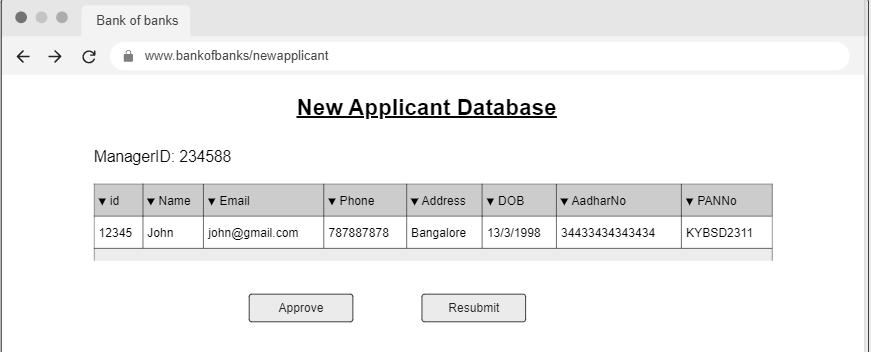 Bank of banks
www.bankofbanks/newapplicant
New Applicant Database
ManagerID: 234588
▼ id ▼ Name ▼ Email ▼ Phone ▼ Address ▼ DOB ▼ AadharNo ▼ PANNo
12345 John john@gmail.com 787887878 Bangalore 13/3/1998 34433434343434 KYBSD2311
Approve Resubmit